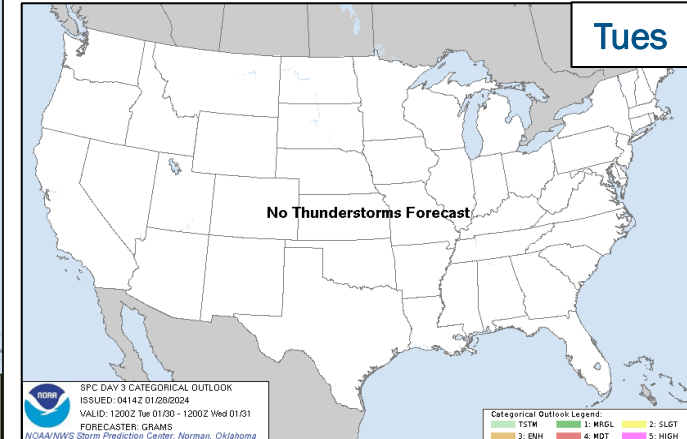 Tues
No Thunderstorms Forecast
SPC DAY 3 CATEGORICAL OUTLOOK
ISSUED: 0414Z 01/28/2024
VALID: 1200Z Tue 01/30 - 1200Z Wed 01/31
FORECASTER: GRAMS
NOAA/NWS Storm Prediction Center, Norman, Oklahoma
NOAA
Categorical Outlook Legend:
TSTM 1: MRGL 2: SLGT
3: ENH 4: MDT 5: HIGH